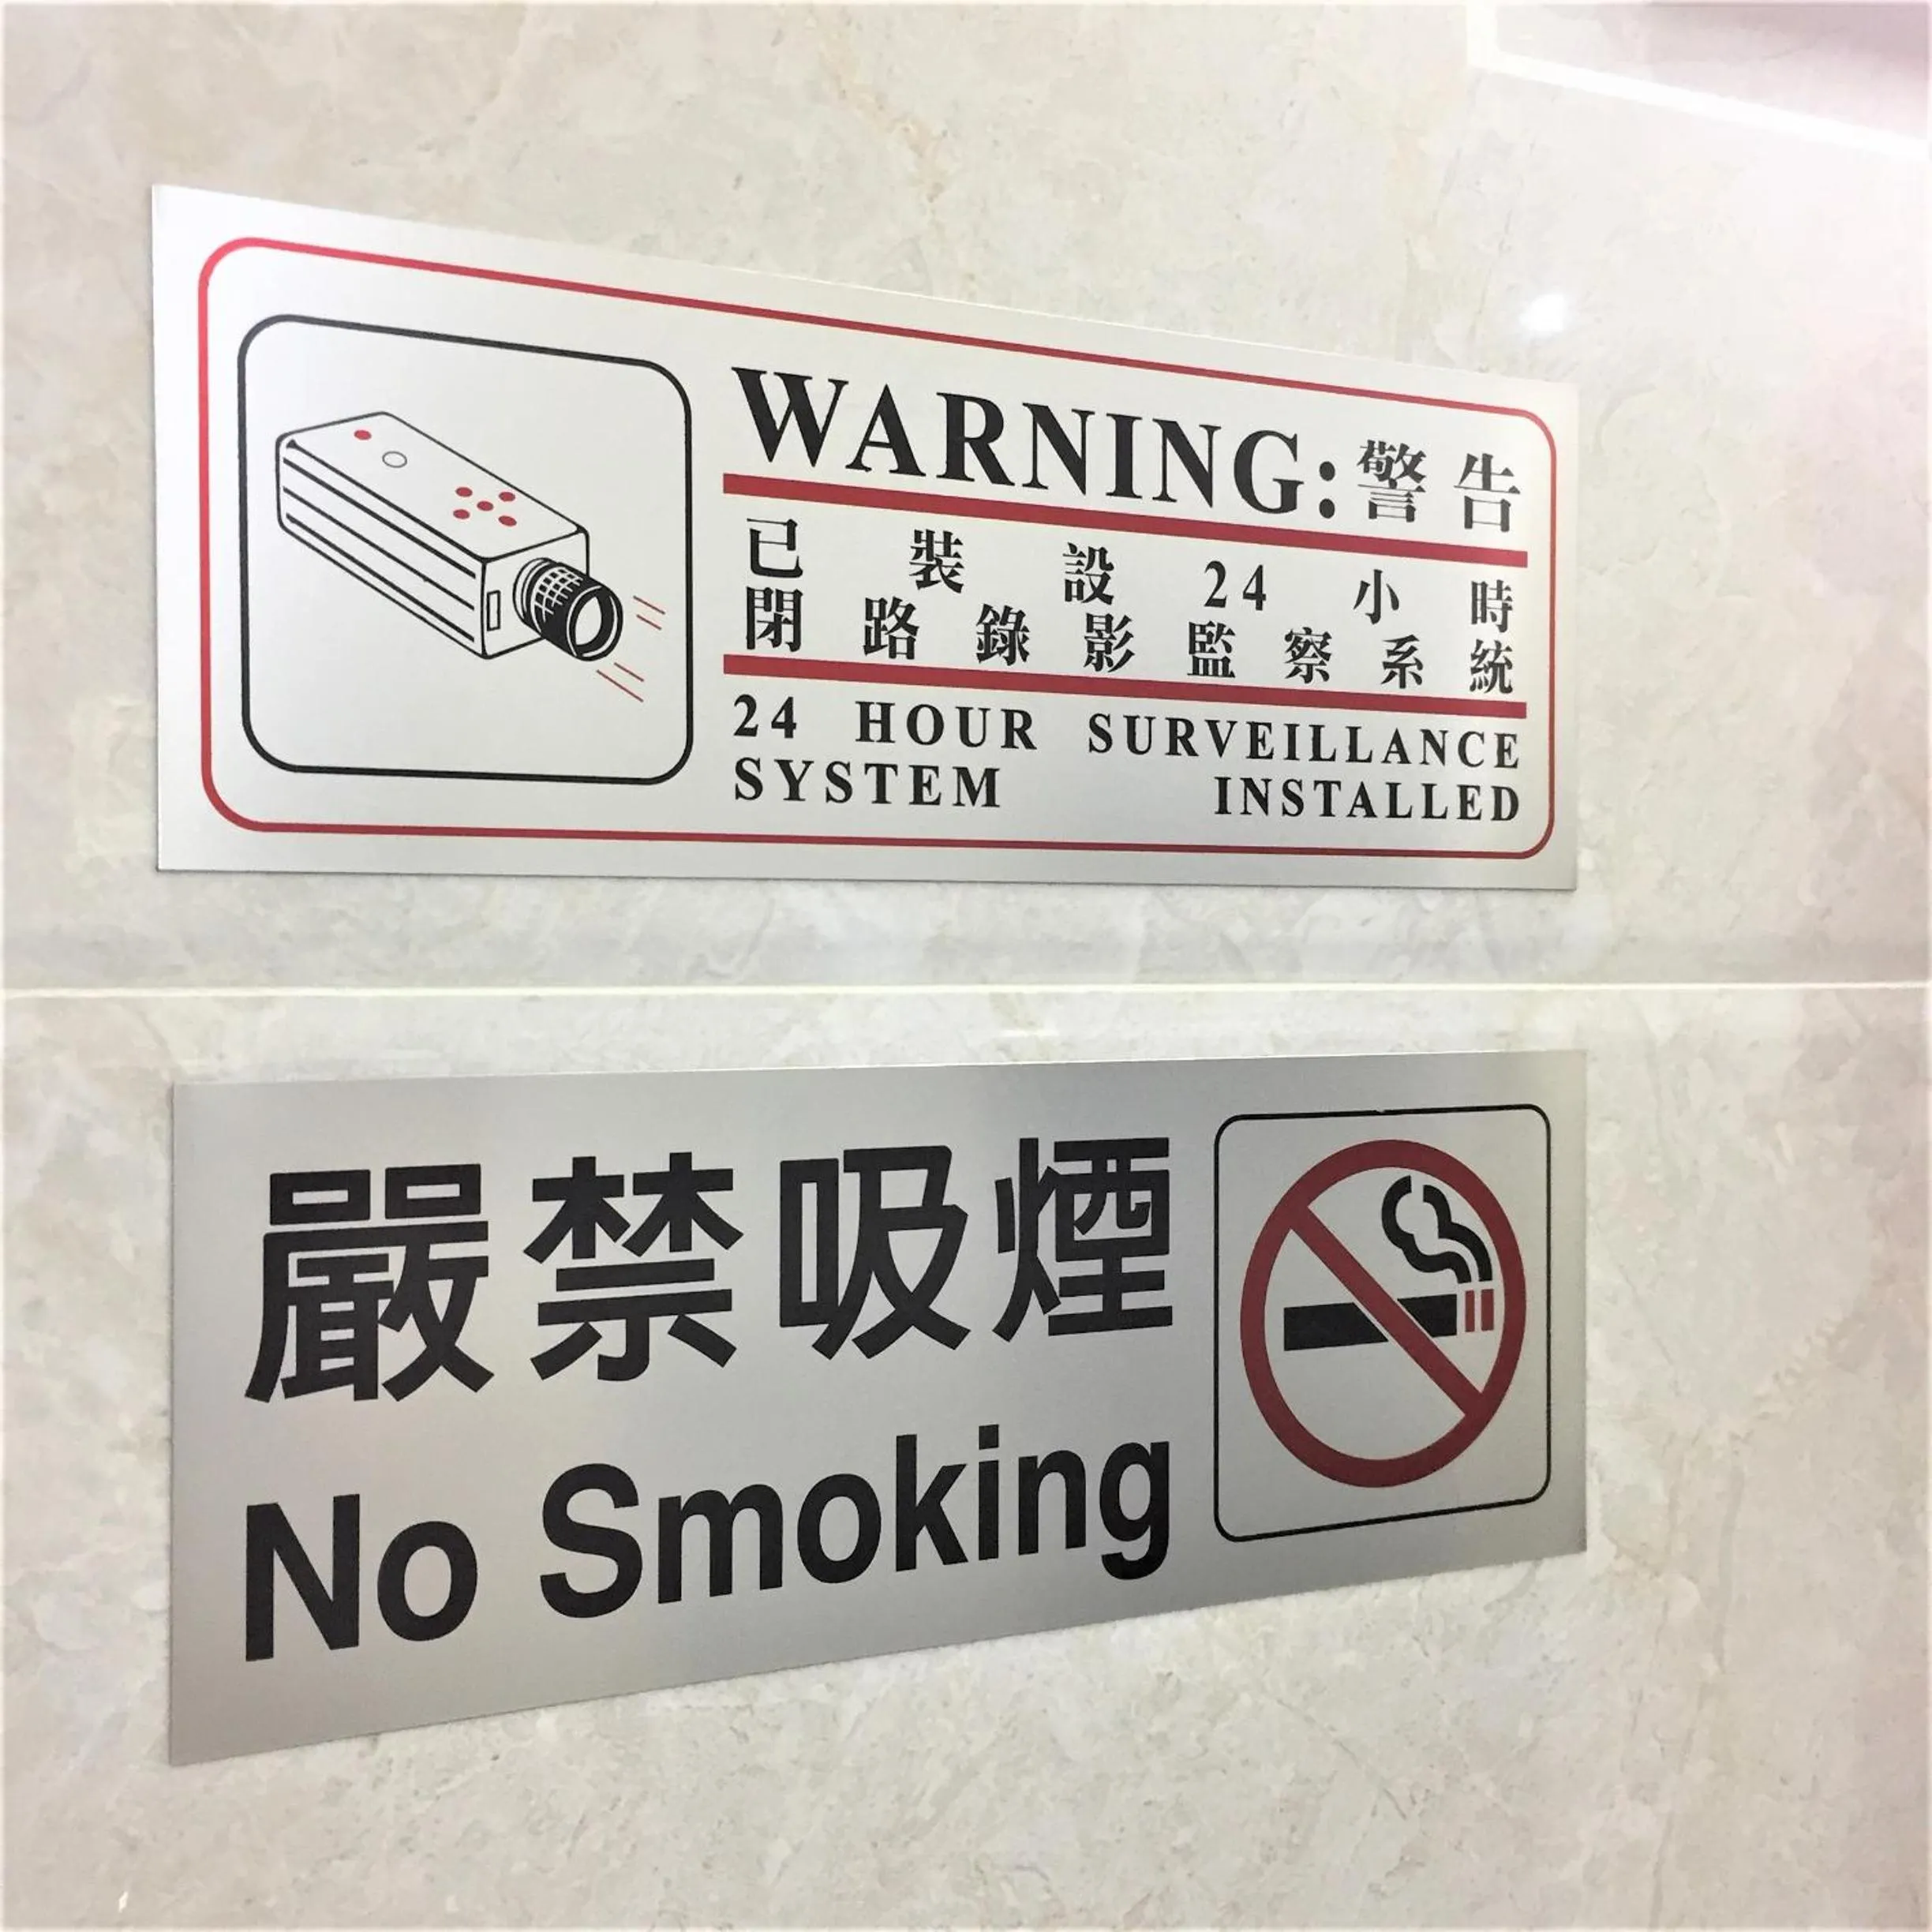 WARNING:警告
已裝設24小時
閉路錄影監察系統
24 HOUR SURVEILLANCE
SYSTEM INSTALLED
嚴禁吸煙
No Smoking